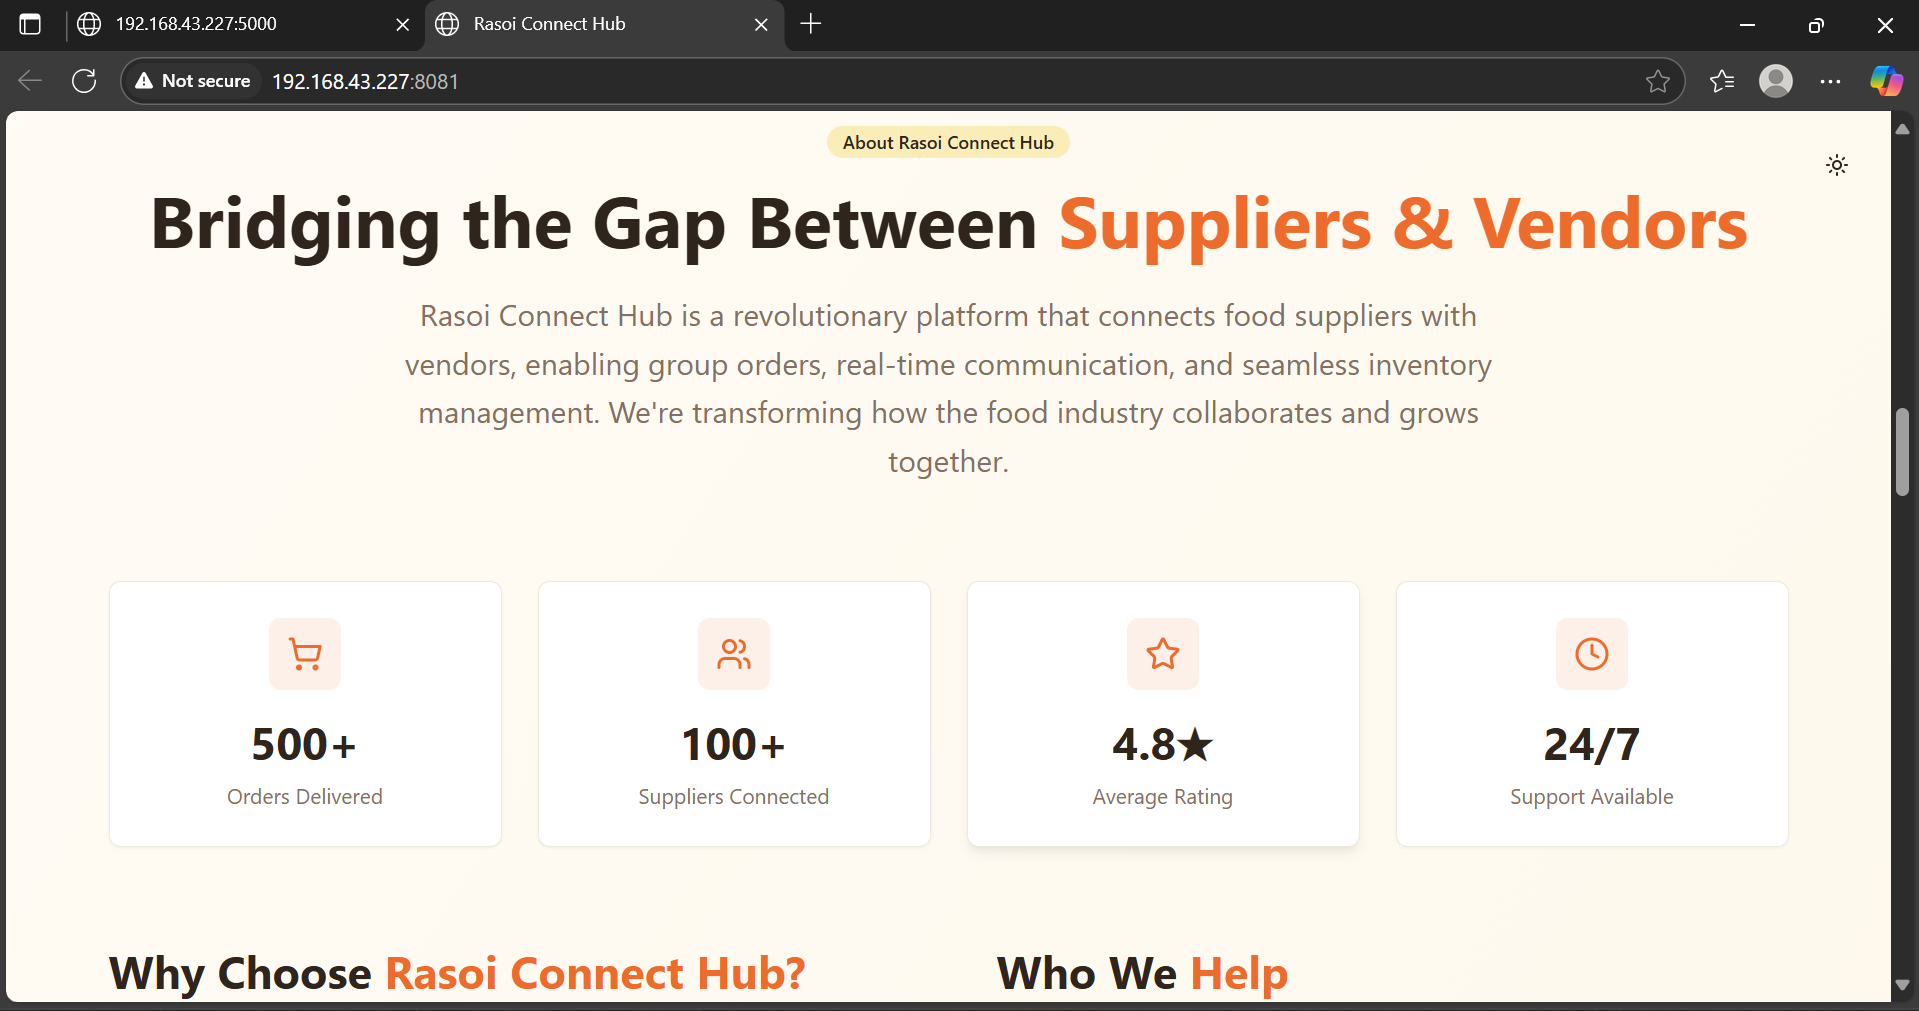 192.168.43.227:5000
Rasoi Connect Hub
Not secure
192.168.43.227:8081
About Rasoi Connect Hub
Bridging the Gap Between Suppliers & Vendors
Rasoi Connect Hub is a revolutionary platform that connects food suppliers with
vendors, enabling group orders, real-time communication, and seamless inventory
management. We're transforming how the food industry collaborates and grows
together.
500+
Orders Delivered
100+
Suppliers Connected
4.8★
Average Rating
24/7
Support Available
Why Choose Rasoi Connect Hub?
Who We Help